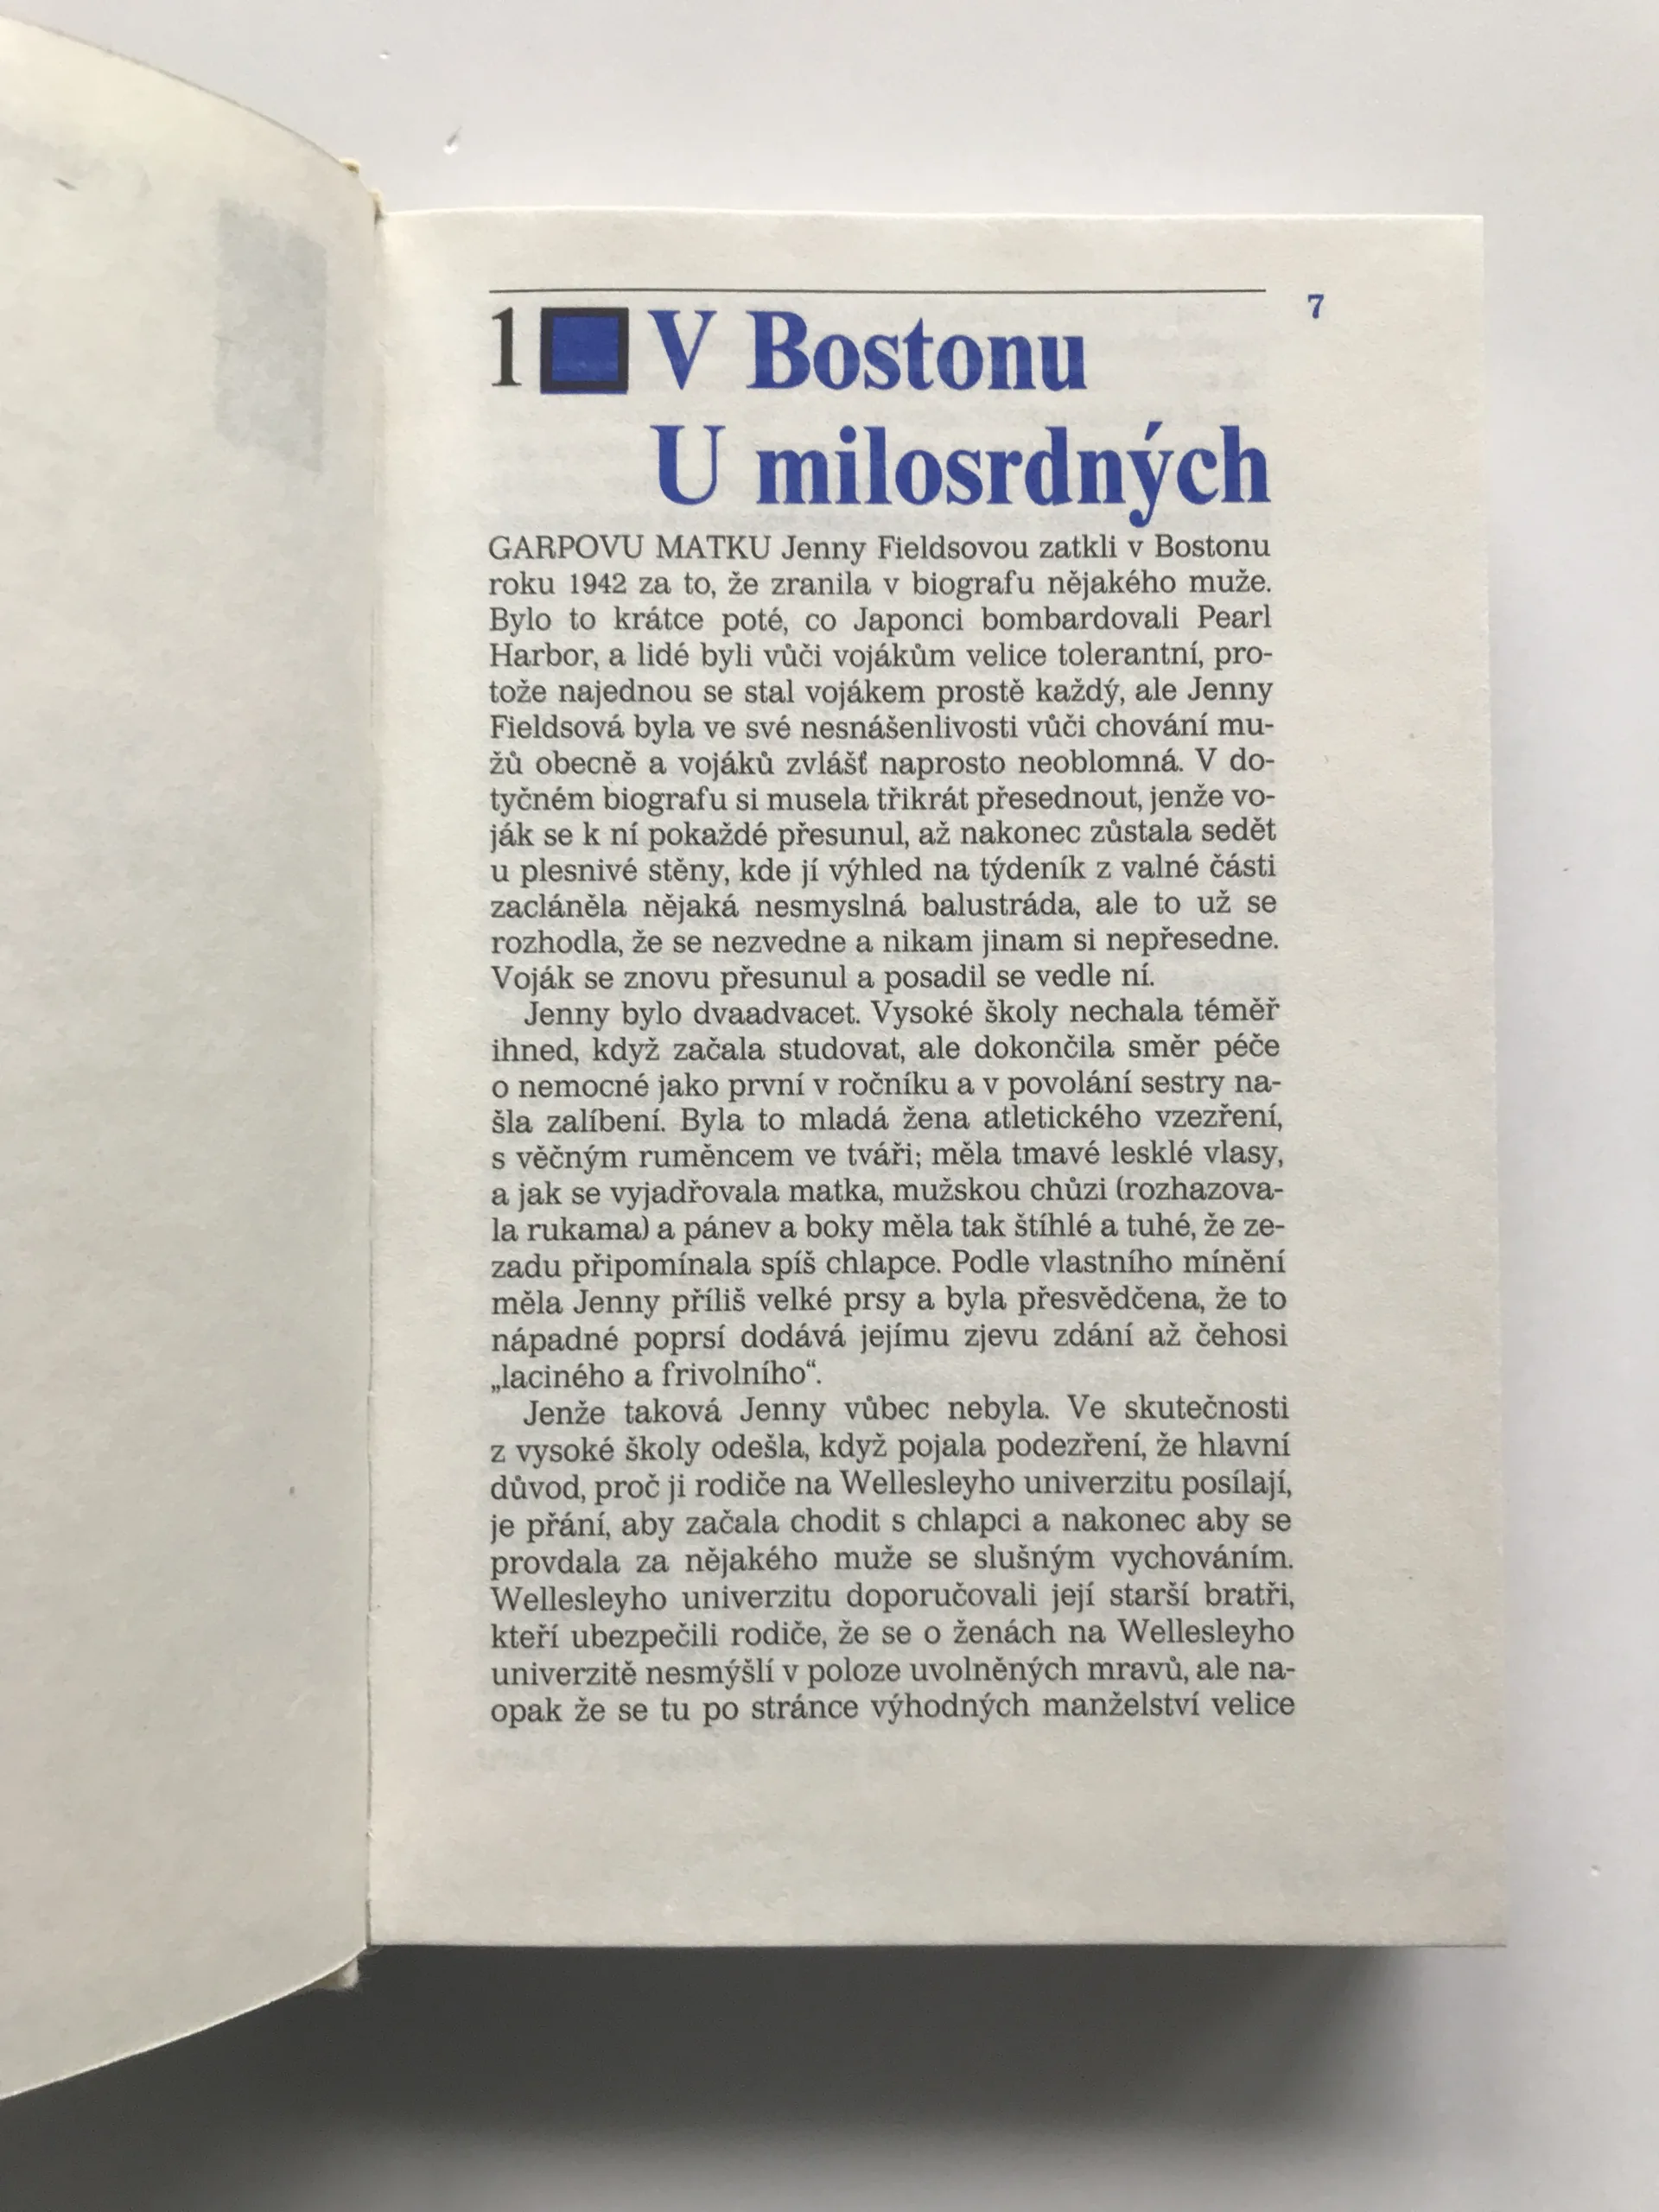 7
1 V Bostonu
U milosrdných
GARPOVU MATKU Jenny Fieldsovou zatkli v Bostonu
roku 1942 za to, že zranila v biografu nějakého muže.
Bylo to krátce poté, co Japonci bombardovali Pearl
Harbor, a lidé byli vůči vojákům velice tolerantní, pro-
tože najednou se stal vojákem prostě každý, ale Jenny
Fieldsová byla ve své nesnášenlivosti vůči chování mu-
žů obecně a vojáků zvlášť naprosto neoblomná. V do-
tyčném biografu si musela třikrát přesednout, jenže vo-
ják se k ní pokaždé přesunul, až nakonec zůstala sedět
u plesnivé stěny, kde jí výhled na týdeník z valné části
zacláněla nějaká nesmyslná balustráda, ale to už se
rozhodla, že se nezvedne a nikam jinam si nepřesedne.
Voják se znovu přesunul a posadil se vedle ní.
Jenny bylo dvaadvacet. Vysoké školy nechala téměř
ihned, když začala studovat, ale dokončila směr péče
o nemocné jako první v ročníku a v povolání sestry na-
šla zalíbení. Byla to mladá žena atletického vzezření,
s věčným ruměncem ve tváři; měla tmavé lesklé vlasy,
a jak se vyjadřovala matka, mužskou chůzi (rozhazova-
la rukama) a pánev a boky měla tak štíhlé a tuhé, že ze-
zadu připomínala spíš chlapce. Podle vlastního mínění
měla Jenny příliš velké prsy a byla přesvědčena, že to
nápadné poprsí dodává jejímu zjevu zdání až čehosi
„laciného a frivolního“.
Jenže taková Jenny vůbec nebyla. Ve skutečnosti
z vysoké školy odešla, když pojala podezření, že hlavní
důvod, proč ji rodiče na Wellesleyho univerzitu posílají,
je přání, aby začala chodit s chlapci a nakonec aby se
provdala za nějakého muže se slušným vychováním.
Wellesleyho univerzitu doporučovali její starší bratři,
kteří ubezpečili rodiče, že se o ženách na Wellesleyho
univerzitě nesmýšlí v poloze uvolněných mravů, ale na-
opak že se tu po stránce výhodných manželství velice